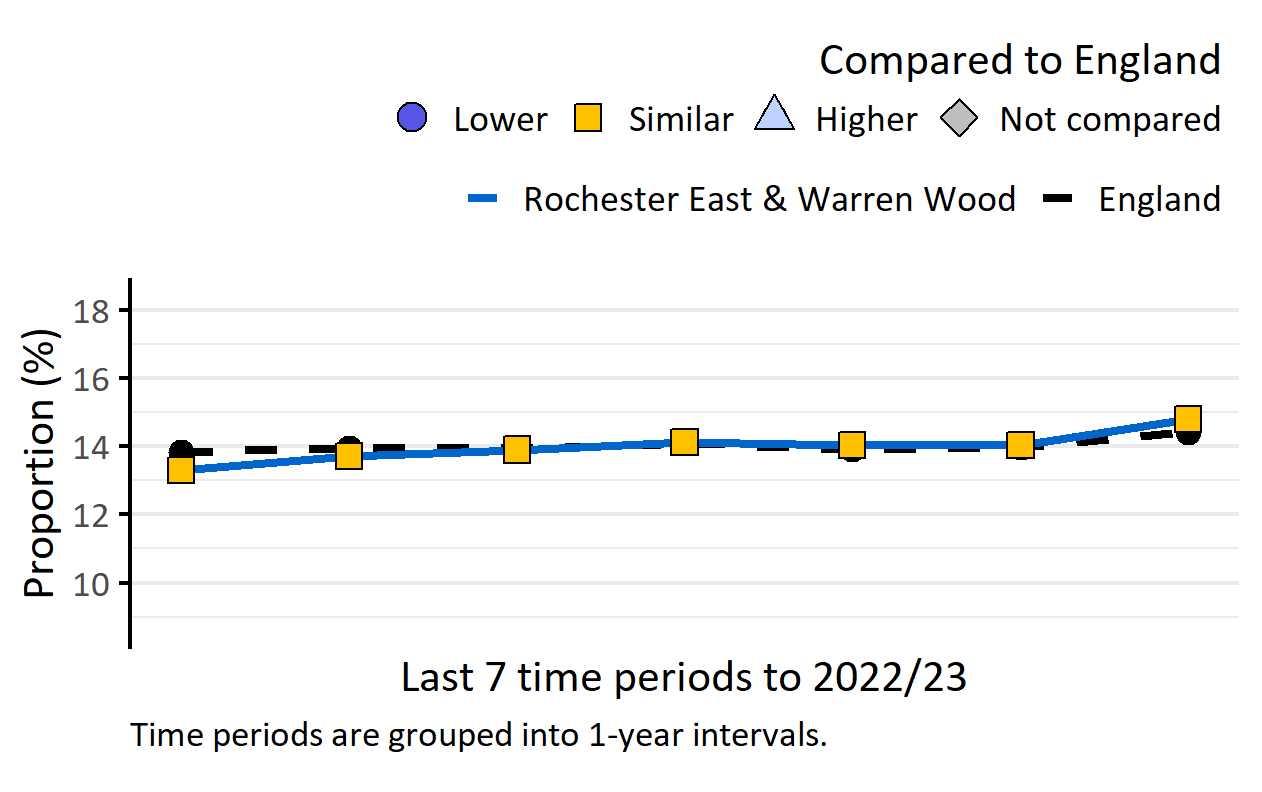 Compared to England
Lower Similar Higher Not compared
Rochester East & Warren Wood England
Proportion (%)
18
16
14
12
10
Last 7 time periods to 2022/23
Time periods are grouped into 1-year intervals.